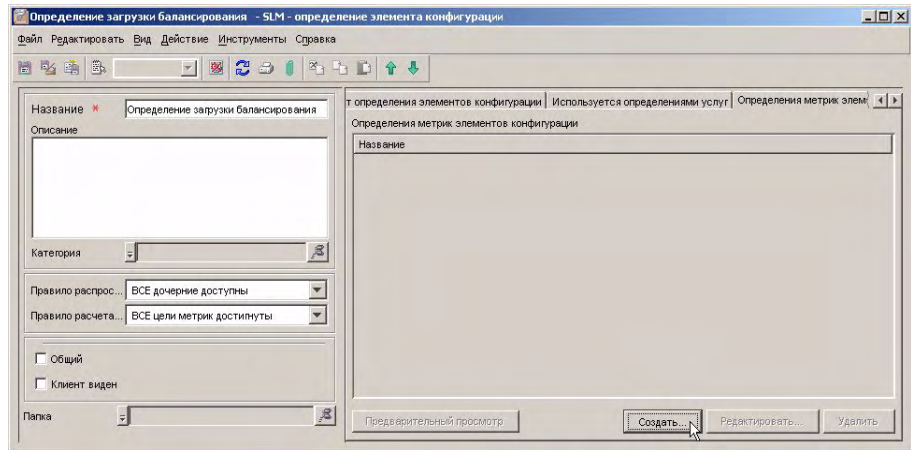 Определение загрузки балансирования - SLM - определение элемента конфигурации
Файл Редактировать Вид Действие Инструменты Справка
Название * Определение загрузки балансирования
Описание
Категория
Правило распрос... ВСЕ дочерние доступны
Правило расчета... ВСЕ цели метрик достигнуты
Общий
Клиент виден
Папка
т определения элементов конфигурации Используется определениями услуг Определения метрик элем
Определения метрик элементов конфигурации
Название
Предварительный просмотр Создать... Редактировать... Удалить